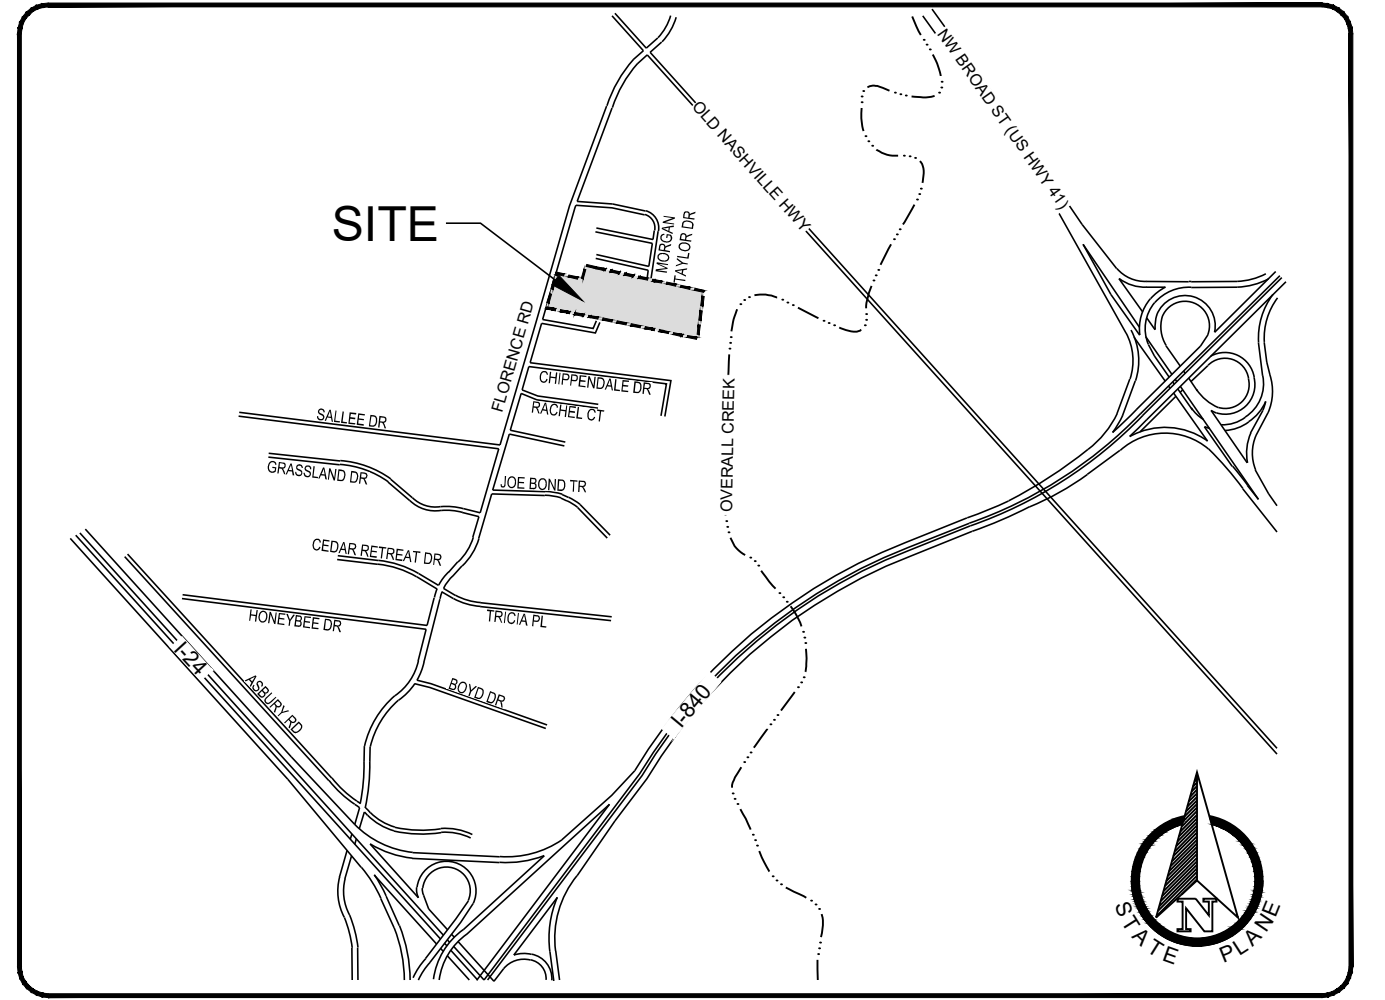 NW BROAD ST (US HWY 41)
OLD NASHVILLE HWY
SITE
MORGAN
TAYLOR DR
FLORENCE RD
CHIPPENDALE DR
RACHEL CT
SALLEE DR
GRASSLAND DR
JOE BOND TR
OVERALL CREEK
CEDAR RETREAT DR
HONEYBEE DR
TRICIA PL
I-24
ASBURY RD
BOYD DR
I-840
N
STATE PLANE